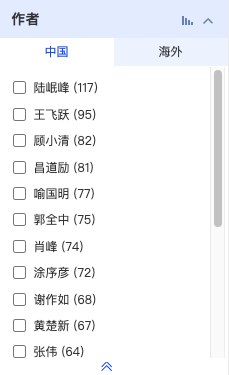 作者
中国 海外
陆岷峰 (117)
王飞跃 (95)
顾小清 (82)
昌道励 (81)
喻国明 (77)
郭全中 (75)
肖峰 (74)
涂序彦 (72)
谢作如 (68)
黄楚新 (67)
张伟 (64)